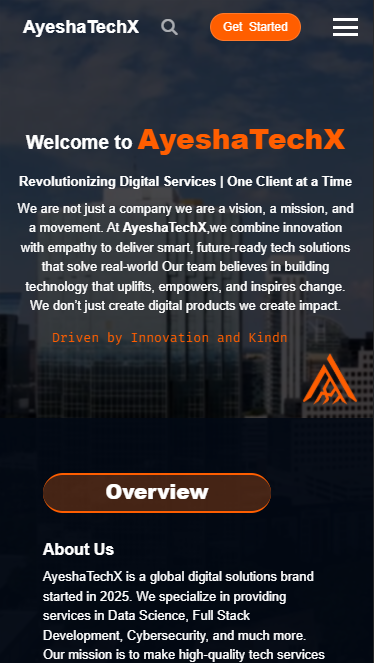 AyeshaTechX
Get Started
Welcome to AyeshaTechX
Revolutionizing Digital Services | One Client at a Time
We are not just a company we are a vision, a mission, and
a movement. At AyeshaTechX,we combine innovation
with empathy to deliver smart, future-ready tech solutions
that solve real-world Our team believes in building
technology that uplifts, empowers, and inspires change.
We don't just create digital products we create impact.
Driven by Innovation and Kindn
Overview
About Us
AyeshaTechX is a global digital solutions brand
started in 2025. We specialize in providing
services in Data Science, Full Stack
Development, Cybersecurity, and much more.
Our mission is to make high-quality tech services